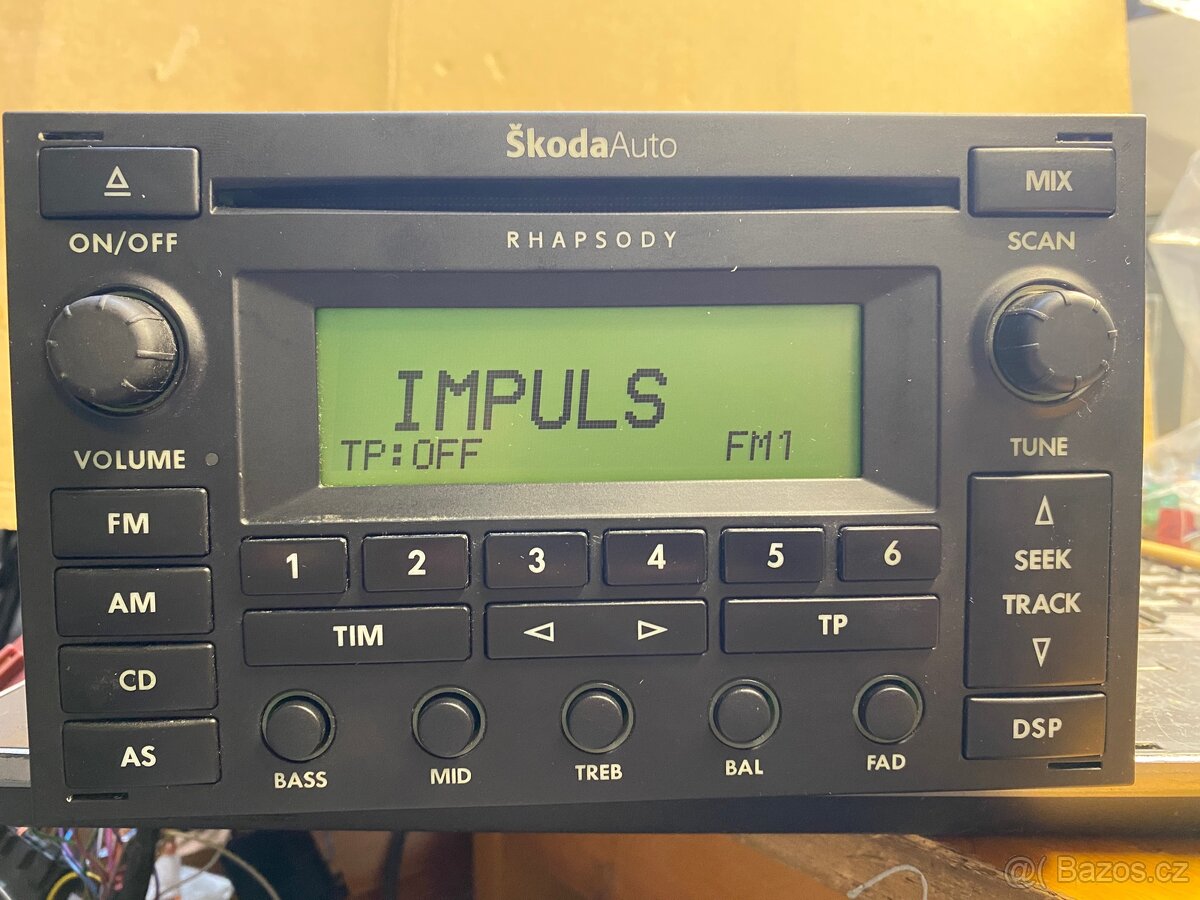 ŠkodaAuto
MIX
ON/OFF
RHAPSODY
SCAN
IMPULS
TP:OFF FM1
VOLUME
TUNE
FM
AM
CD
AS
1 2 3 4 5 6
TIM
TP
SEEK
TRACK
DSP
BASS MID TREB BAL FAD
@( Bazos.cz